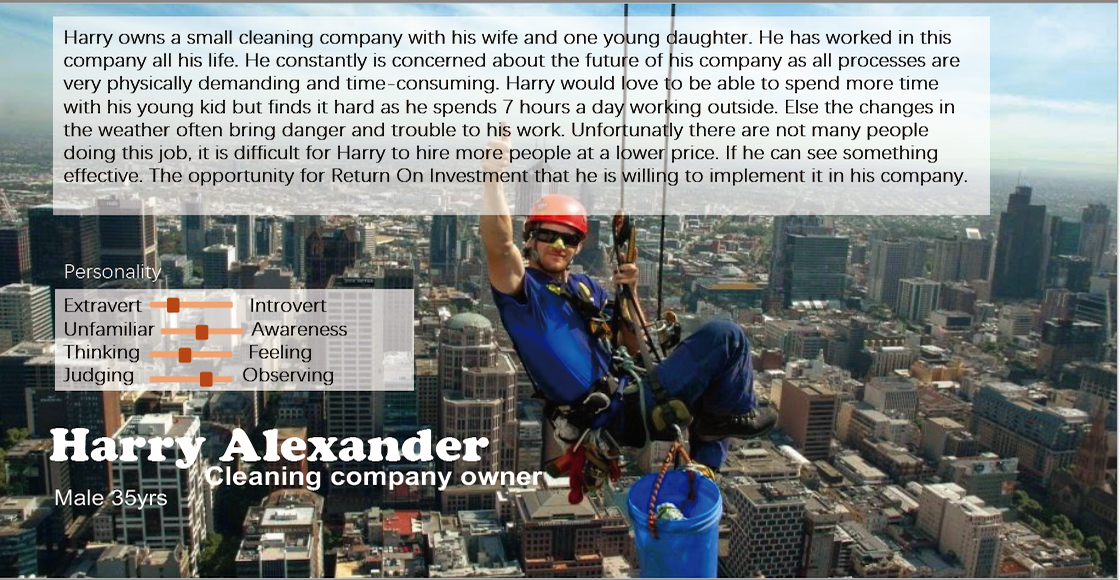 Harry owns a small cleaning company with his wife and one young daughter. He has worked in this
company all his life. He constantly is concerned about the future of his company as all processes are
very physically demanding and time-consuming. Harry would love to be able to spend more time
with his young kid but finds it hard as he spends 7 hours a day working outside. Else the changes in
the weather often bring danger and trouble to his work. Unfortunatly there are not many people
doing this job, it is difficult for Harry to hire more people at a lower price. If he can see something
effective. The opportunity for Return On Investment that he is willing to implement it in his company.
Personality
Extravert Introvert
Unfamiliar Awareness
Thinking Feeling
Judging Observing
Harry Alexander
Cleaning company owner
Male 35yrs